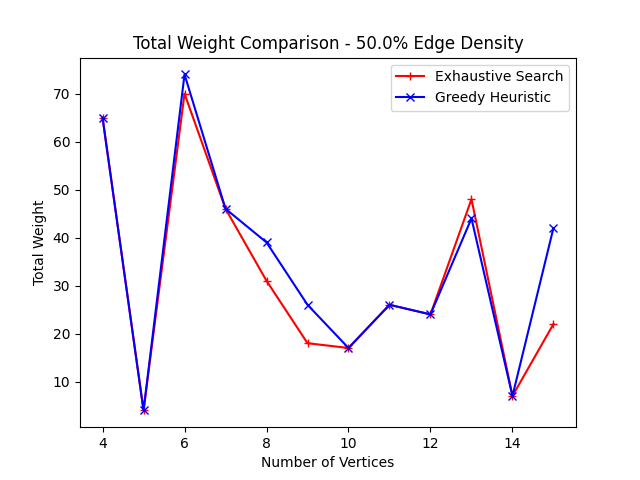 Total Weight Comparison - 50.0% Edge Density
Exhaustive Search
Greedy Heuristic
Total Weight
70
60
50
40
30
20
10
4
6
8
10
12
14
Number of Vertices